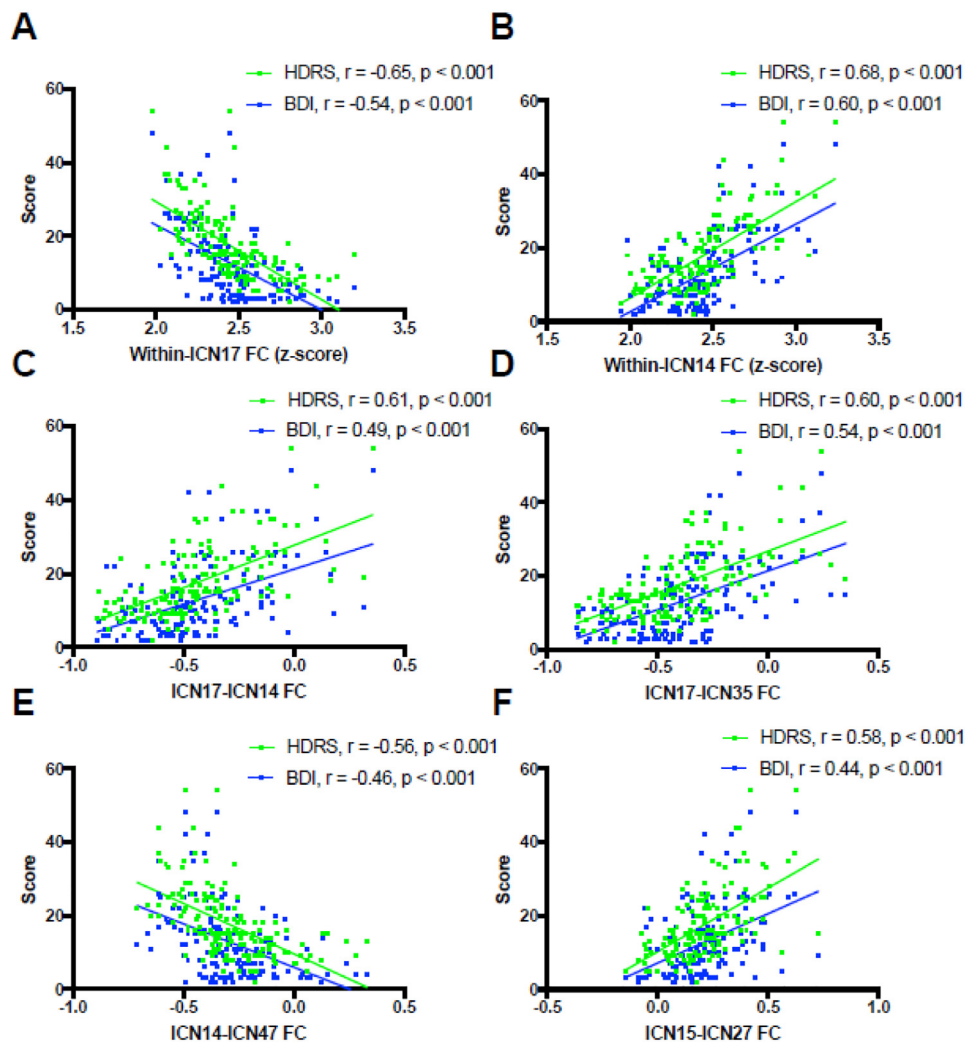 A
HDRS, r = -0.65, p < 0.001
BDI, r = -0.54, p < 0.001
60
40
20
0
Score
1.5 2.0 2.5 3.0 3.5
Within-ICN17 FC (z-score)
B
HDRS, r = 0.68, p < 0.001
BDI, r = 0.60, p < 0.001
60
40
20
0
Score
1.5 2.0 2.5 3.0 3.5
Within-ICN14 FC (z-score)
C
HDRS, r = 0.61, p < 0.001
BDI, r = 0.49, p < 0.001
60
40
20
0
Score
-1.0 -0.5 0.0 0.5
ICN17-ICN14 FC
D
HDRS, r = 0.60, p < 0.001
BDI, r = 0.54, p < 0.001
60
40
20
0
Score
-1.0 -0.5 0.0 0.5
ICN17-ICN35 FC
E
HDRS, r = -0.56, p < 0.001
BDI, r = -0.46, p < 0.001
60
40
20
0
Score
-1.0 -0.5 0.0 0.5
ICN14-ICN47 FC
F
HDRS, r = 0.58, p < 0.001
BDI, r = 0.44, p < 0.001
60
40
20
0
Score
-0.5 0.0 0.5 1.0
ICN15-ICN27 FC